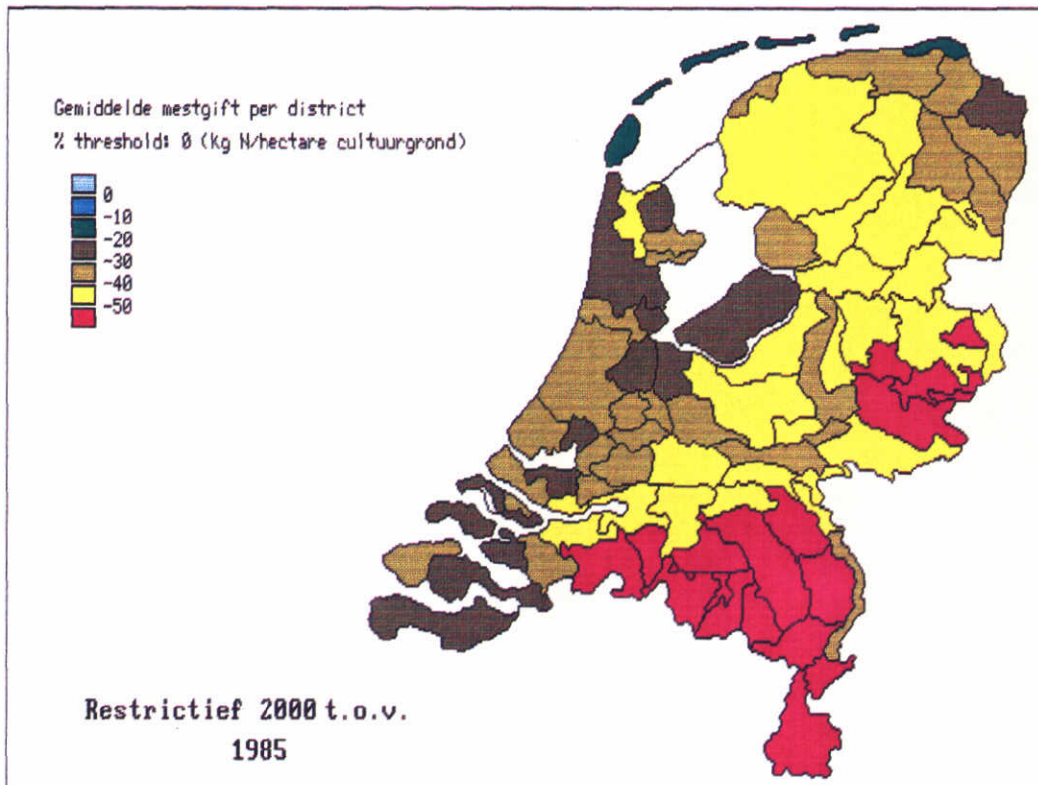 Gemiddelde mestgift per district
% threshold: 0 (kg N/hectare cultuurgrond)
0
-10
-20
-30
-40
-50
Restrictief 2000 t.o.v.
1985